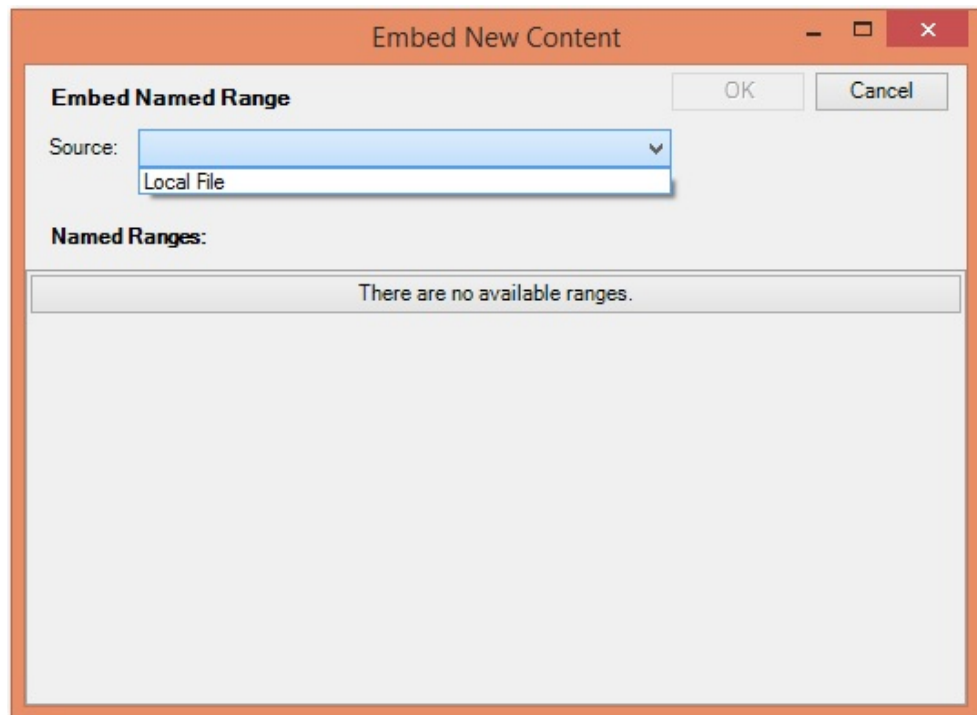 Embed New Content
Embed Named Range
OK
Cancel
Source:
Local File
Named Ranges:
There are no available ranges.